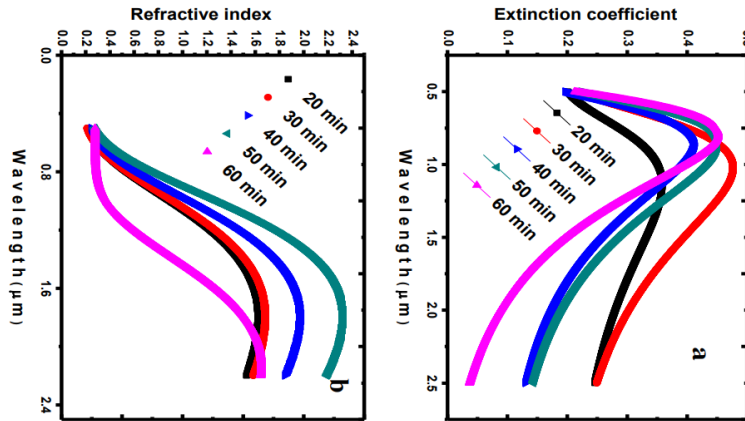 Refractive index
0.0 0.2 0.4 0.6 0.8 1.0 1.2 1.8 2.0 2.2 2.4
Wavelength(μm)
0.0
0.8
1.6
2.4
20 min
30 min
40 min
50 min
60 min
b
Extinction coefficient
0.0 0.1 0.2 0.3 0.4
Wavelength(μm)
0.5
1.0
1.5
2.0
2.5
20 min
30 min
40 min
50 min
60 min
a